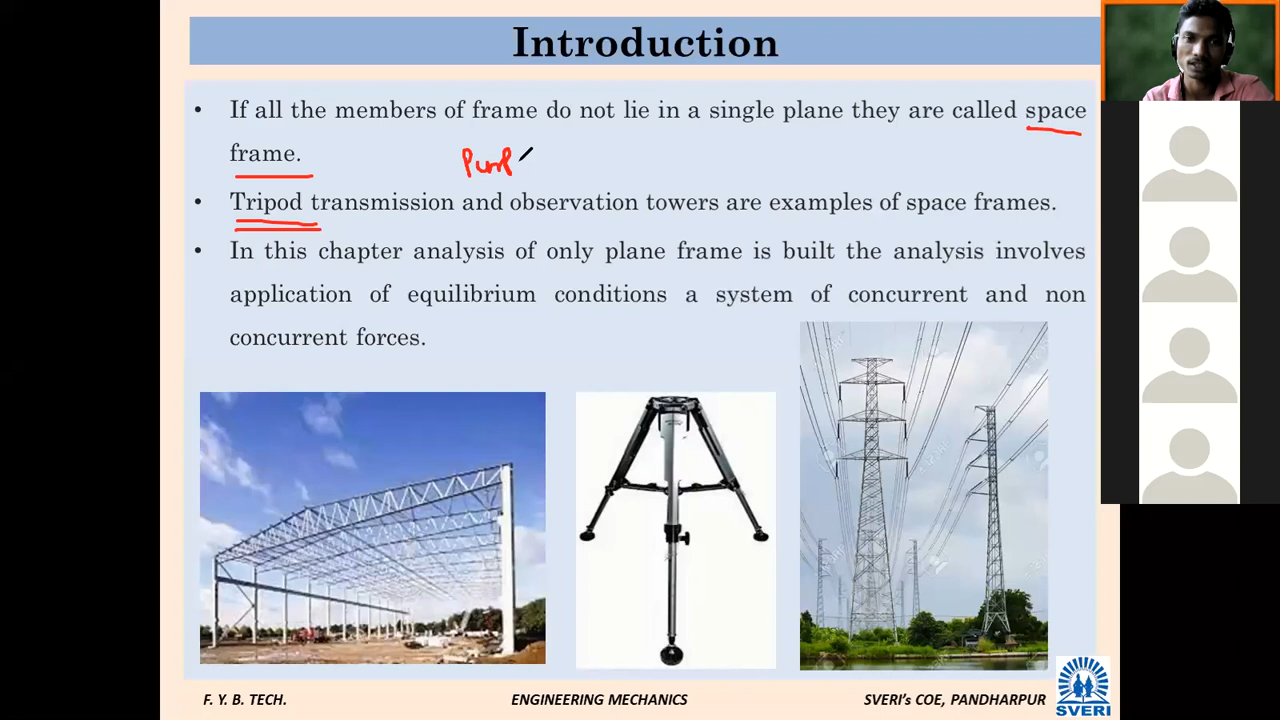 Introduction
• If all the members of frame do not lie in a single plane they are called space
frame.
• Tripod transmission and observation towers are examples of space frames.
• In this chapter analysis of only plane frame is built the analysis involves
application of equilibrium conditions a system of concurrent and non
concurrent forces.
F. Y. B. TECH.
ENGINEERING MECHANICS
SVERI's COE, PANDHARPUR
SVERI